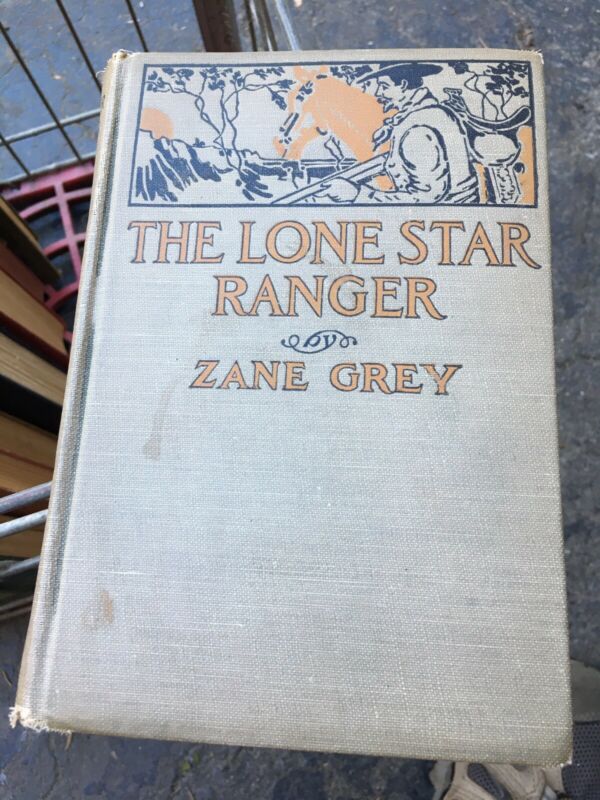 THE LONE STAR
RANGER
by
ZANE GREY